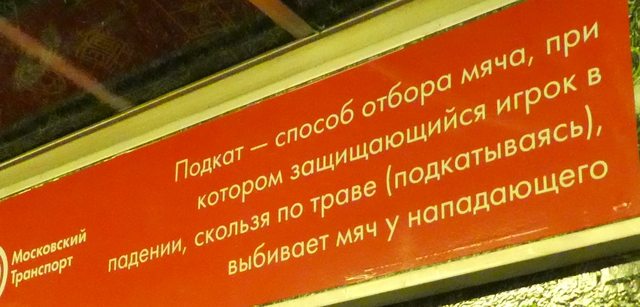 Подкат — способ отбора мяча, при
котором защищающийся игрок в
падении, скользя по траве (подкатываясь),
выбивает мяч у нападающего
Московский
Транспорт